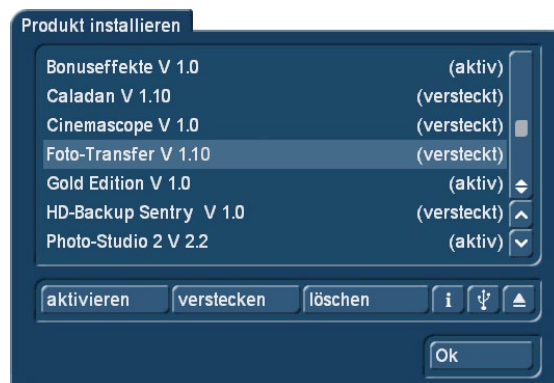 Produkt installieren
Bonuseffekte V 1.0 (aktiv)
Caladan V 1.10 (versteckt)
Cinemascope V 1.0 (versteckt)
Foto-Transfer V 1.10 (versteckt)
Gold Edition V 1.0 (aktiv)
HD-Backup Sentry V 1.0 (versteckt)
Photo-Studio 2 V 2.2 (aktiv)
aktivieren verstecken löschen i
Ok